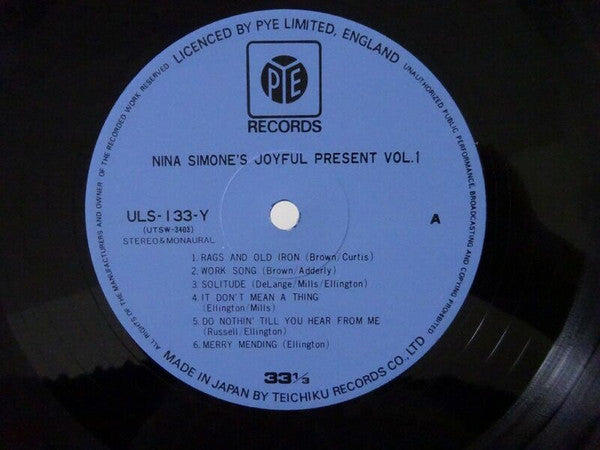 LICENCED BY PYE LIMITED, ENGLAND
UNAUTHORIZED PUBLIC PERFORMANCE, BROADCASTING AND COPYING PROHIBITED
ALL RIGHTS OF THE MANUFACTURERS AND OWNER OF THE RECORDED WORK RESERVED
PYE
RECORDS
NINA SIMONE'S JOYFUL PRESENT VOL.1
ULS-133-Y
A
(UTSW-3403)
STEREO&MONAURAL
1. RAGS AND OLD IRON (Brown/Curtis)
2. WORK SONG (Brown/Adderly)
3. SOLITUDE (DeLange/Mills/Ellington)
4. IT DON'T MEAN A THING
(Ellington/Mills)
5. DO NOTHIN' TILL YOU HEAR FROM ME
(Russell/Ellington)
6. MERRY MENDING (Ellington)
33 1/3
MADE IN JAPAN BY TEICHIKU RECORDS CO., LTD